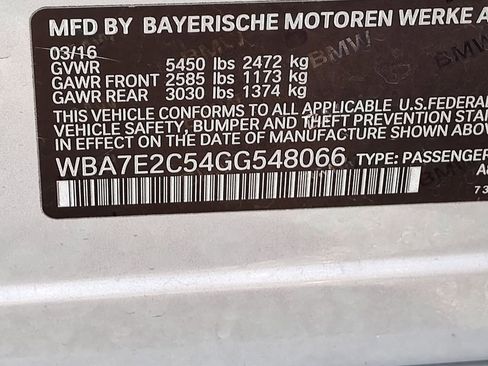 MFD BY BAYERISCHE MOTOREN WERKE A
03/16
GVWR 5450 lbs 2472 kg
GAWR FRONT 2585 lbs 1173 kg
GAWR REAR 3030 lbs 1374 kg
THIS VEHICLE CONFORMS TO ALL APPLICABLE U.S.FEDERAL
VEHICLE SAFETY, BUMPER, AND THEFT PREVENTION STAN
IN EFFECT ON THE DATE OF MANUFACTURE SHOWN ABOVE
WBA7E2C54GG548066 TYPE: PASSENGER
BMW